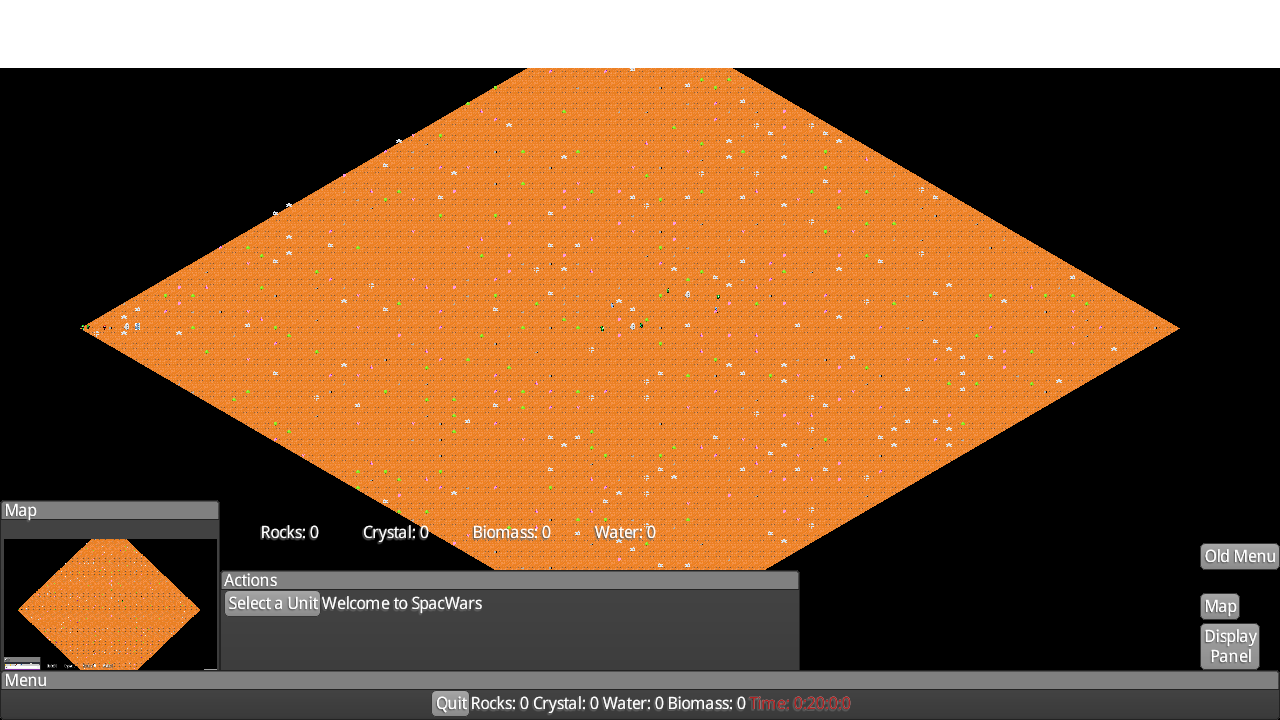 Map
Rocks: 0 Crystal: 0 Biomass: 0 Water: 0
Old Menu
Actions
Select a Unit Welcome to SpacWars
Map
Display
Panel
Menu
Quit Rocks: 0 Crystal: 0 Water: 0 Biomass: 0 Time: 0:20:0:0